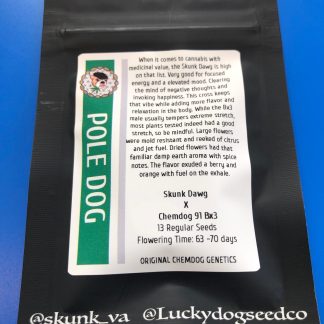 When it comes to cannabis with
medicinal value, the Skunk Dawg is high
on that list. Very good for focused
energy and a elevated mood. Clearing
the mind of negative thoughts and
invoking happiness. This cross keeps
that vibe while adding more flavor and
relaxation in the body. While the Bx3
male usually tempers extreme stretch,
most plants tested indeed had a good
stretch, so be mindful. Large flowers
were mold resistant and reeked of citrus
and jet fuel. Dried flowers had that
familiar damp earth aroma with spice
notes. The flavor exuded a berry and
orange with fuel on the exhale.
POLE DOG
Skunk Dawg
X
Chemdog 91 Bx3
13 Regular Seeds
Flowering Time: 63 -70 days
ORIGINAL CHEMDOG GENETICS
@skunk_va @Luckydogseedco